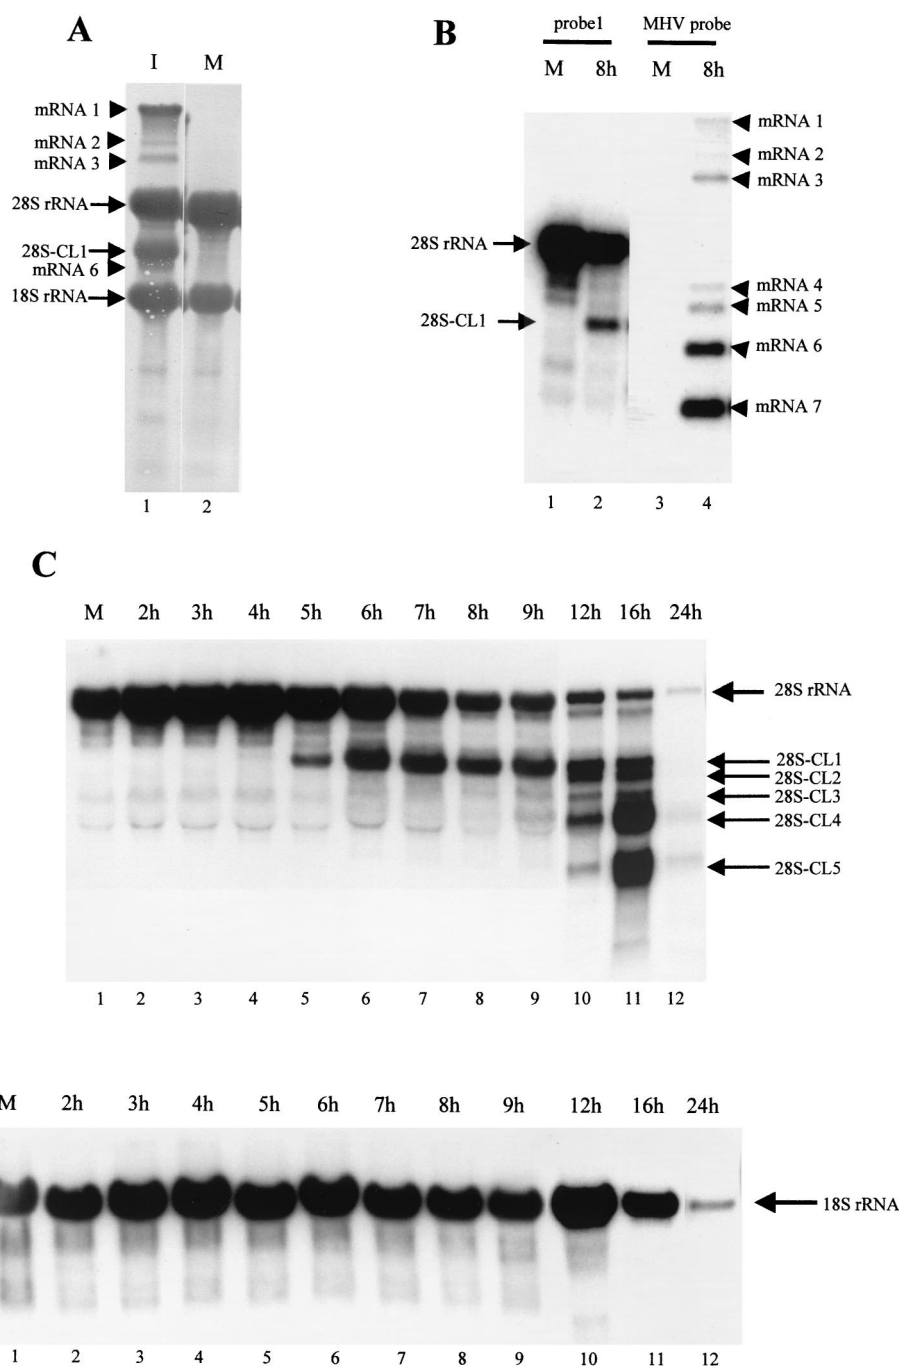 A
I M
mRNA 1
mRNA 2
mRNA 3
28S rRNA
28S-CL1
mRNA 6
18S rRNA
1 2
B
probe1 MHV probe
M 8h M 8h
mRNA 1
mRNA 2
mRNA 3
28S rRNA
mRNA 4
mRNA 5
28S-CL1
mRNA 6
mRNA 7
1 2 3 4
C
M 2h 3h 4h 5h 6h 7h 8h 9h 12h 16h 24h
28S rRNA
28S-CL1
28S-CL2
28S-CL3
28S-CL4
28S-CL5
1 2 3 4 5 6 7 8 9 10 11 12
M 2h 3h 4h 5h 6h 7h 8h 9h 12h 16h 24h
18S rRNA
1 2 3 4 5 6 7 8 9 10 11 12